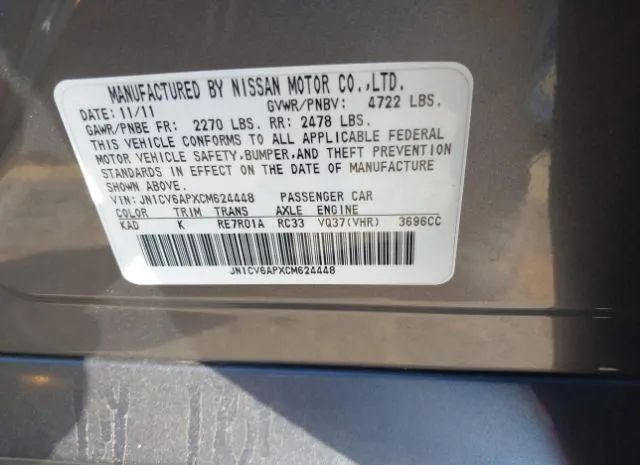 MANUFACTURED BY NISSAN MOTOR CO.,LTD.
DATE: 11/11 GVWR/PNBV: 4722 LBS.
GAWR/PNBE FR: 2270 LBS. RR: 2478 LBS.
THIS VEHICLE CONFORMS TO ALL APPLICABLE FEDERAL
MOTOR VEHICLE SAFETY, BUMPER, AND THEFT PREVENTION
STANDARDS IN EFFECT ON THE DATE OF MANUFACTURE
SHOWN ABOVE.
VIN: JN1CV6APXCM624448 PASSENGER CAR
COLOR TRIM TRANS AXLE ENGINE
KAD K RE7R01A RC33 VQ37(VHR) 3696CC
JN1CV6APXCM624448